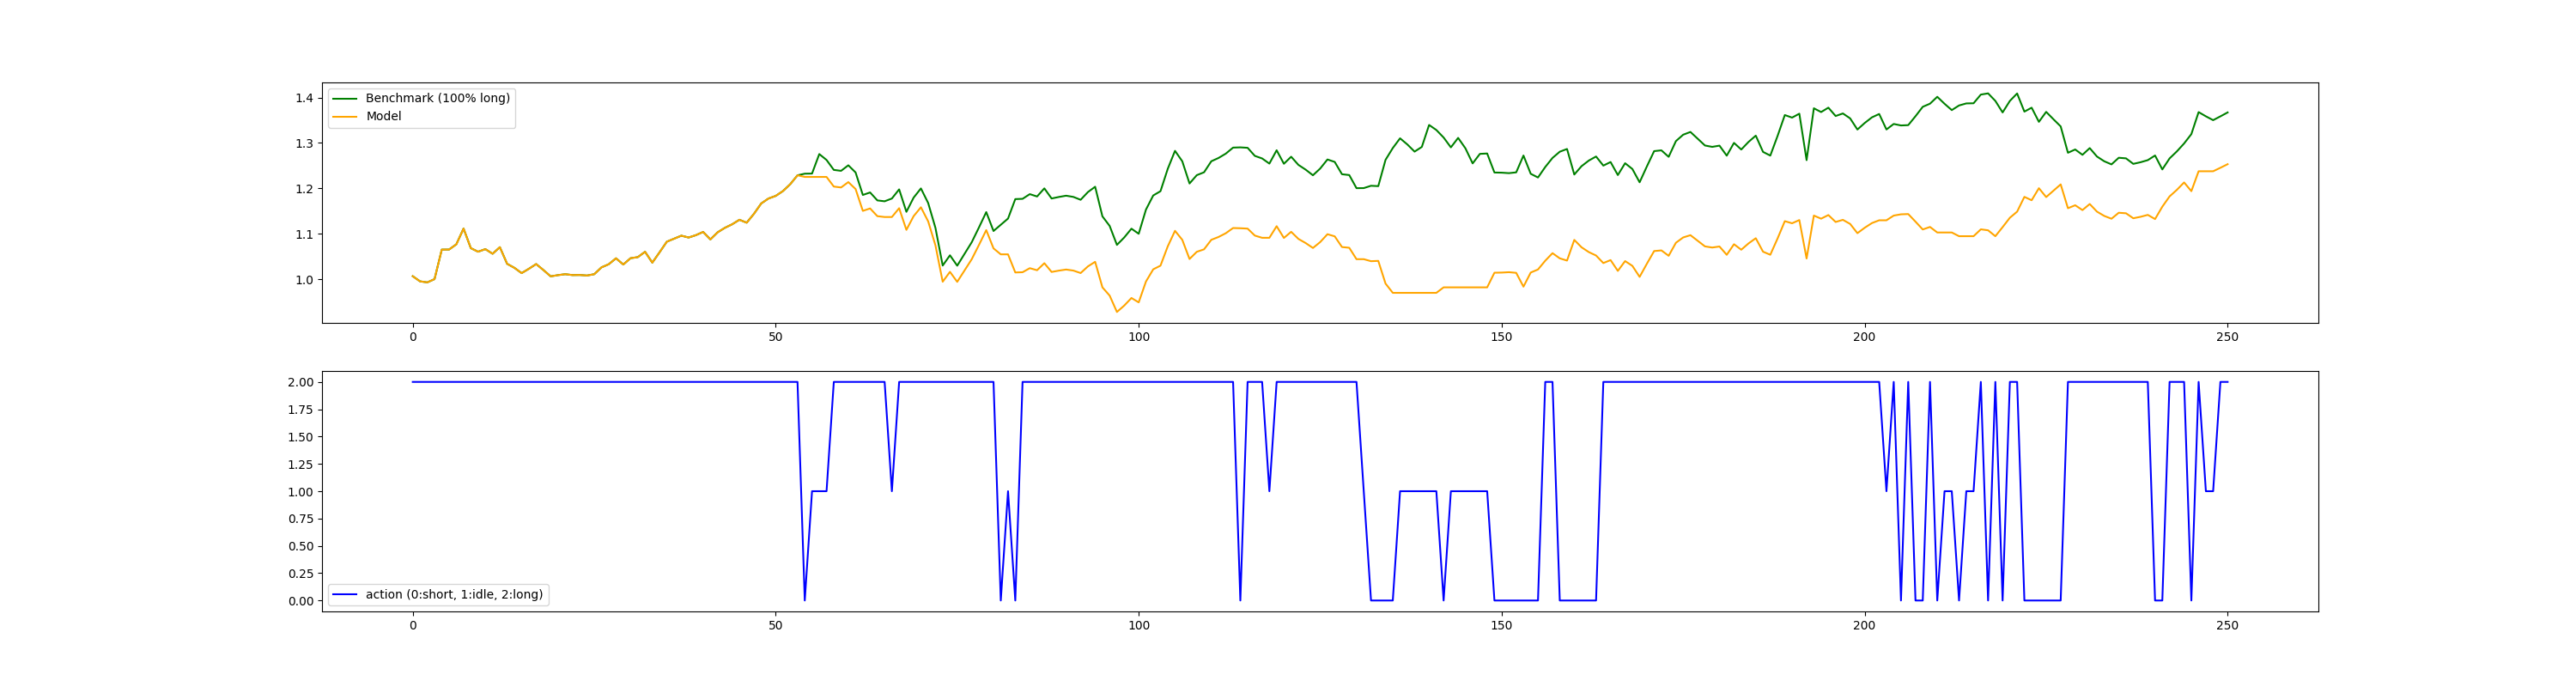 Benchmark (100% long)
Model
1.4
1.3
1.2
1.1
1.0
0 50 100 150 200 250
2.00
1.75
1.50
1.25
1.00
0.75
0.50
0.25
0.00
action (0:short, 1:idle, 2:long)
0 50 100 150 200 250